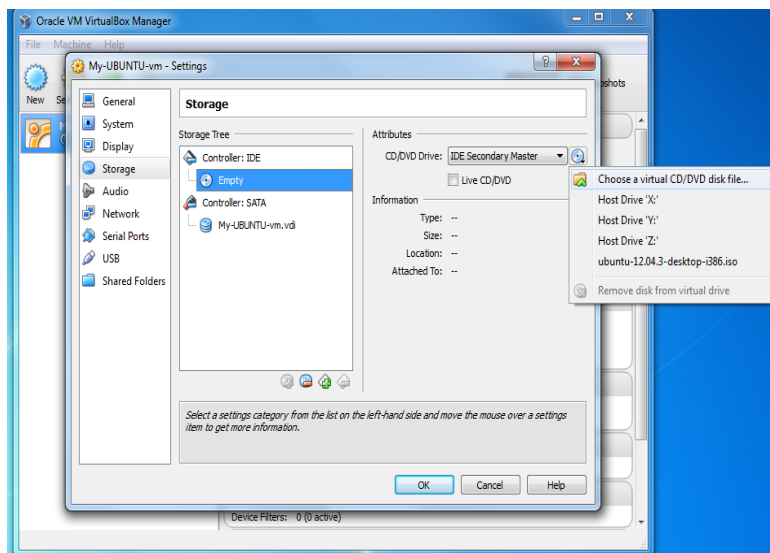 Oracle VM VirtualBox Manager
File Machine Help
My-UBUNTU-vm - Settings
New
General
System
Display
Storage
Audio
Network
Serial Ports
USB
Shared Folders
Storage
Storage Tree
Controller: IDE
Empty
Controller: SATA
My-UBUNTU-vm.vdi
Attributes
CD/DVD Drive: IDE Secondary Master
Live CD/DVD
Information
Type: --
Size: --
Location: --
Attached To: --
Choose a virtual CD/DVD disk file...
Host Drive 'X:'
Host Drive 'Y:'
Host Drive 'Z:'
ubuntu-12.04.3-desktop-i386.iso
Remove disk from virtual drive
Select a settings category from the list on the left-hand side and move the mouse over a settings
item to get more information.
OK Cancel Help
Device Filters: 0 (0 active)